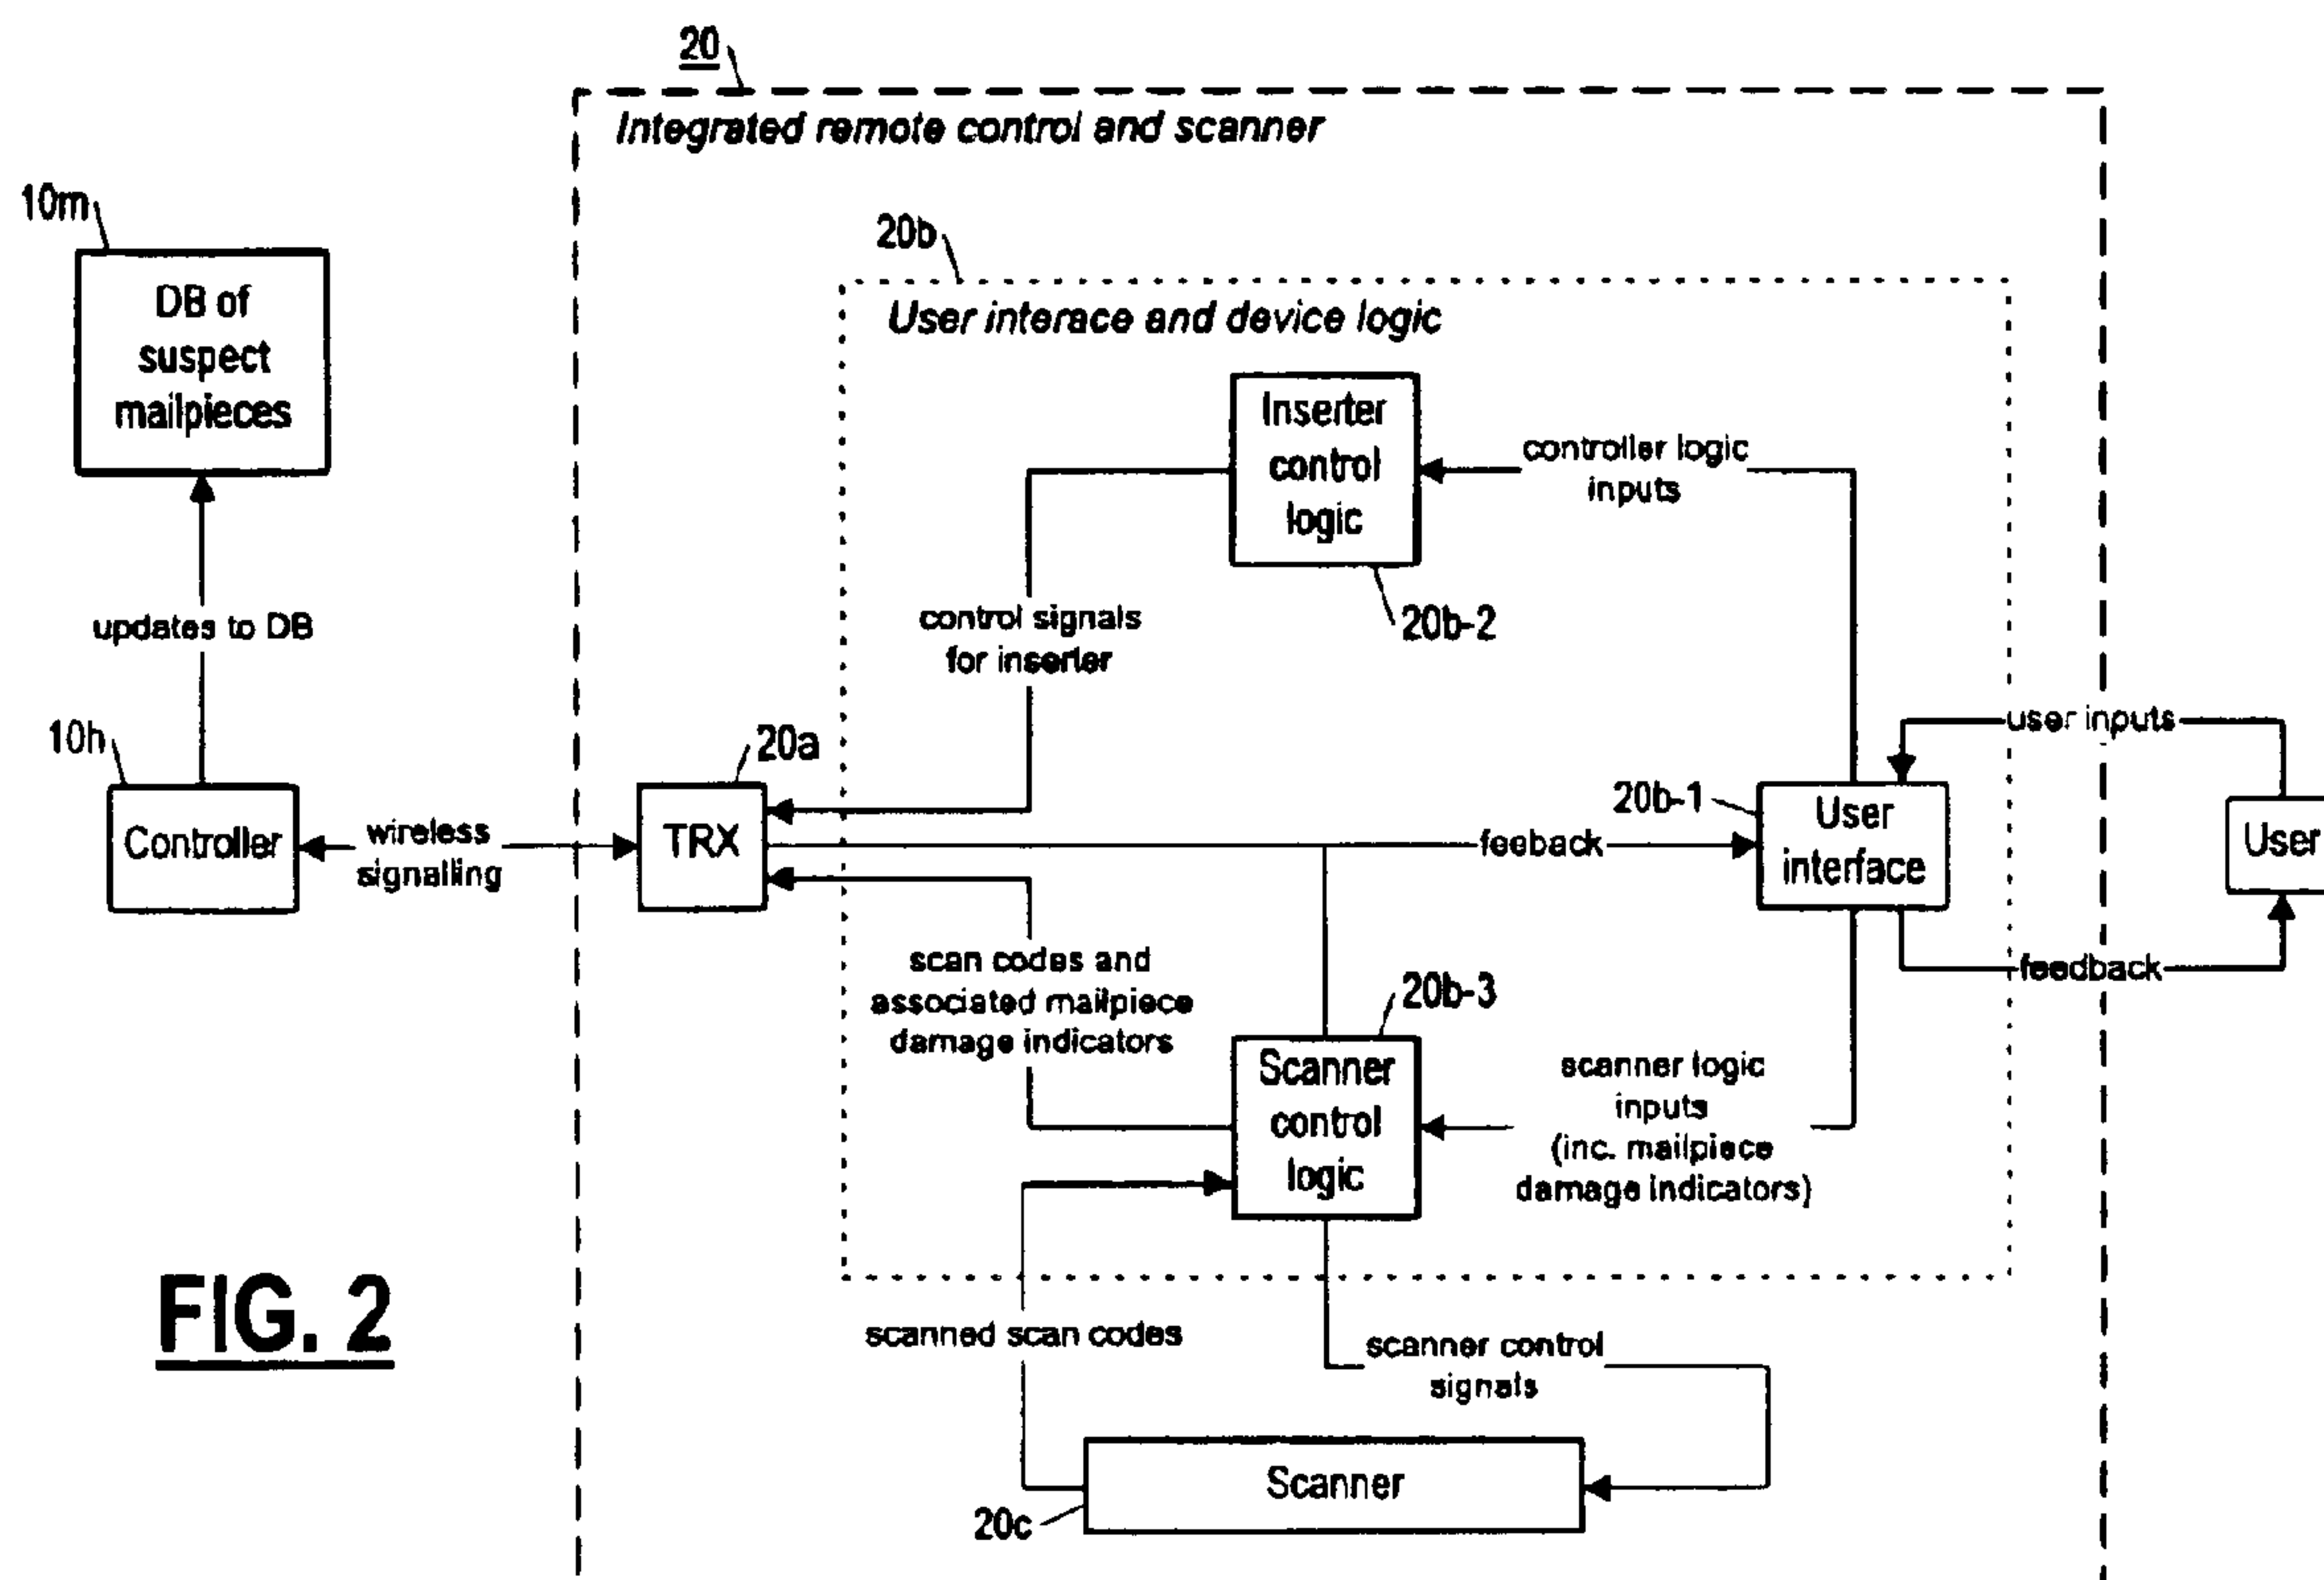 20
Integrated remote control and scanner
10m
DB of
suspect
mailpieces
20b
User interace and device logic
Inserter
control
logic
controller logic
inputs
20b-2
updates to DB
control signals
for inserter
10h
20a
user inputs
20b-1
Controller
wireless
signalling
TRX
feeback
User
interface
User
scan codes and
associated mailpiece
damage indicators
20b-3
feedback
Scanner
control
logic
scanner logic
inputs
(inc. mailpiece
damage indicators)
FIG. 2
scanned scan codes
scanner control
signals
Scanner
20c